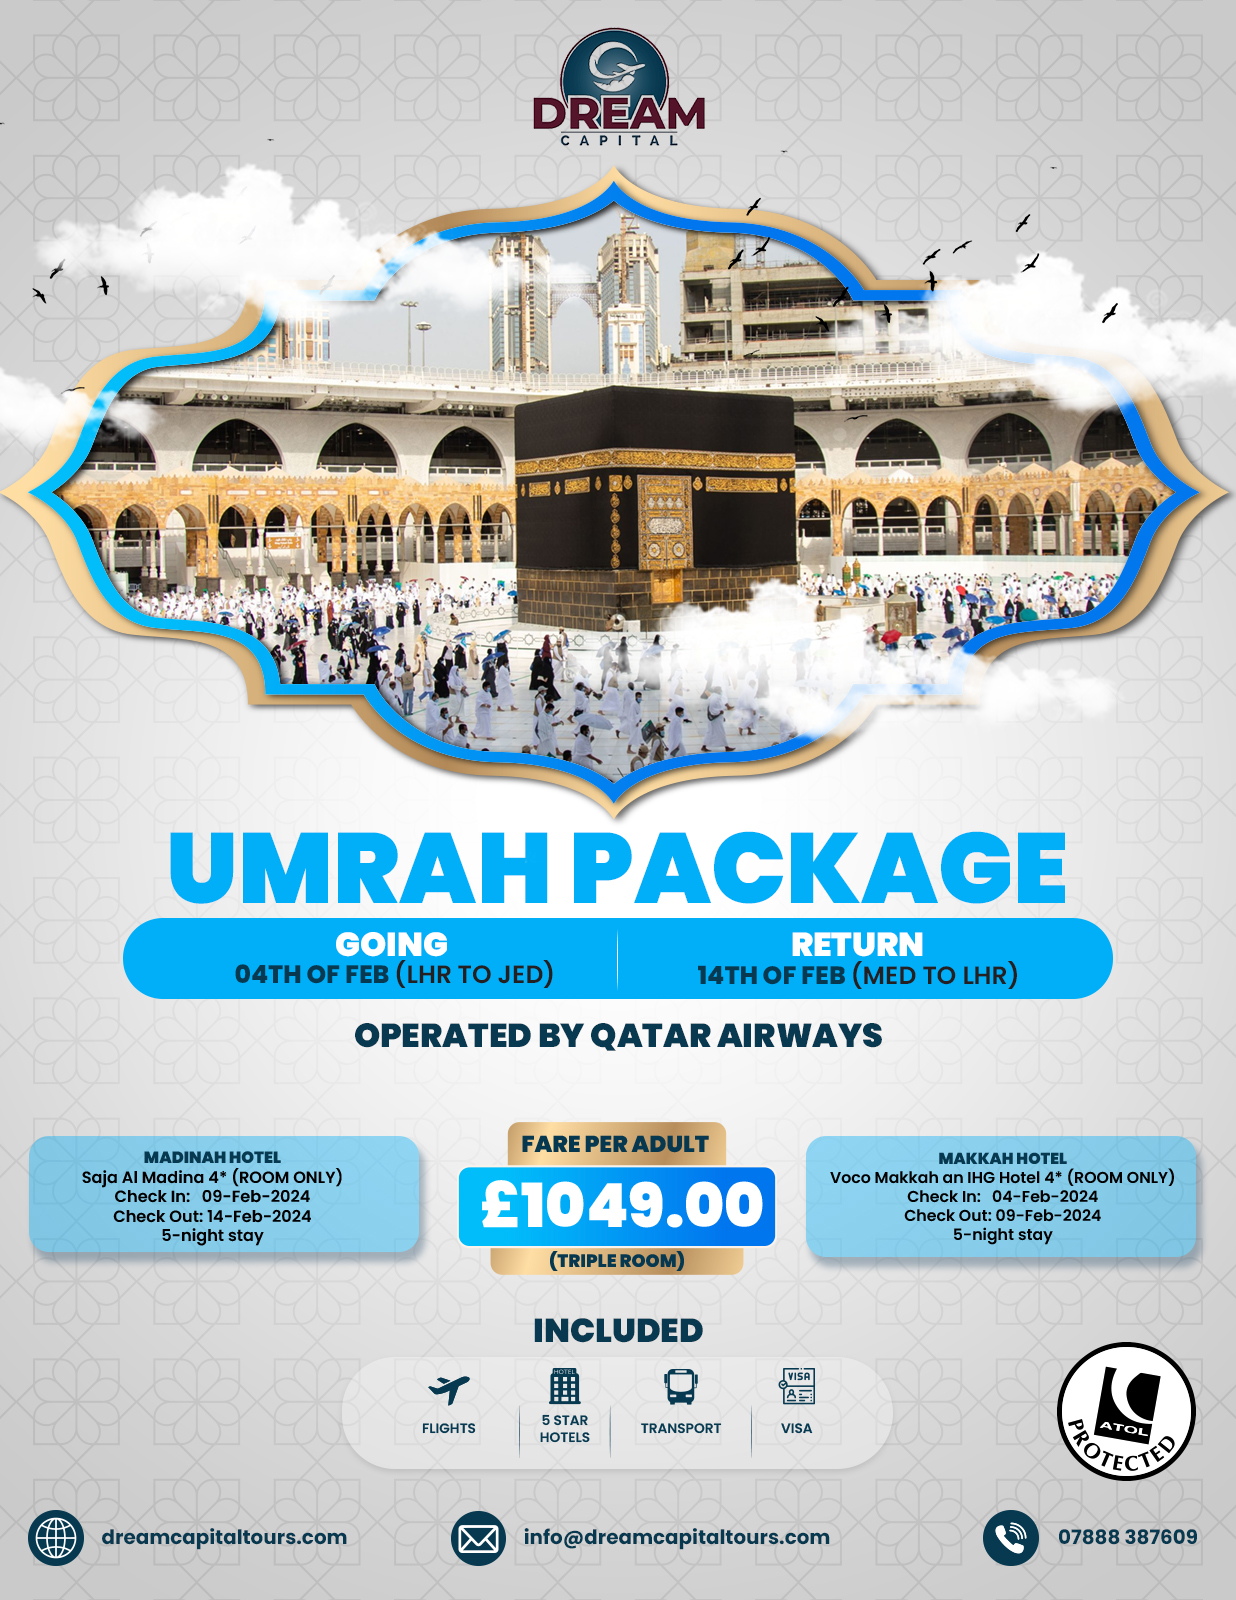 DREAM
CAPITAL
UMRAH PACKAGE
GOING
04TH OF FEB (LHR TO JED)
RETURN
14TH OF FEB (MED TO LHR)
OPERATED BY QATAR AIRWAYS
MADINAH HOTEL
Saja Al Madina 4* (ROOM ONLY)
Check In: 09-Feb-2024
Check Out: 14-Feb-2024
5-night stay
FARE PER ADULT
£1049.00
(TRIPLE ROOM)
MAKKAH HOTEL
Voco Makkah an IHG Hotel 4* (ROOM ONLY)
Check In: 04-Feb-2024
Check Out: 09-Feb-2024
5-night stay
INCLUDED
FLIGHTS
HOTEL
5 STAR
HOTELS
TRANSPORT
VISA
VISA
ATOL
PROTECTED
dreamcapitaltours.com
info@dreamcapitaltours.com
07888 387609